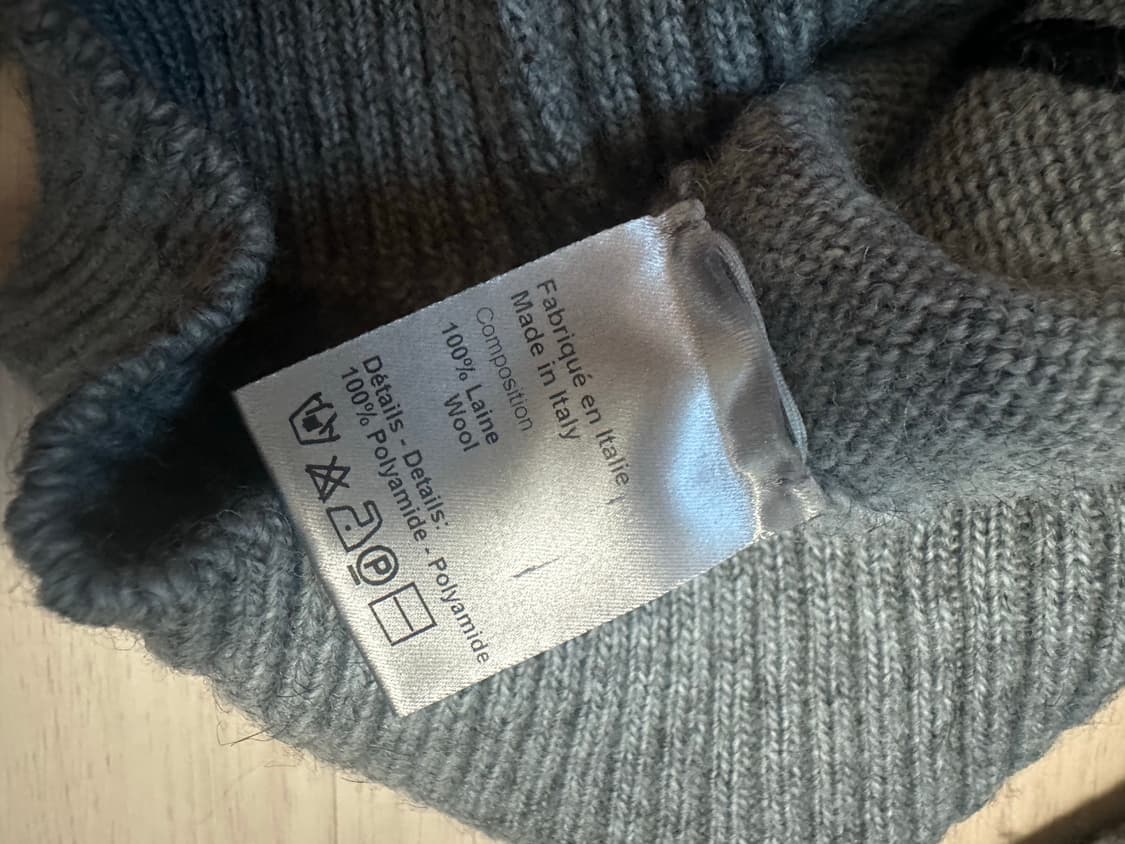 Fabriqué en Italie
Made in Italy
Composition
100% Laine
Wool
Détails - Details:
100% Polyamide - Polyamide
P